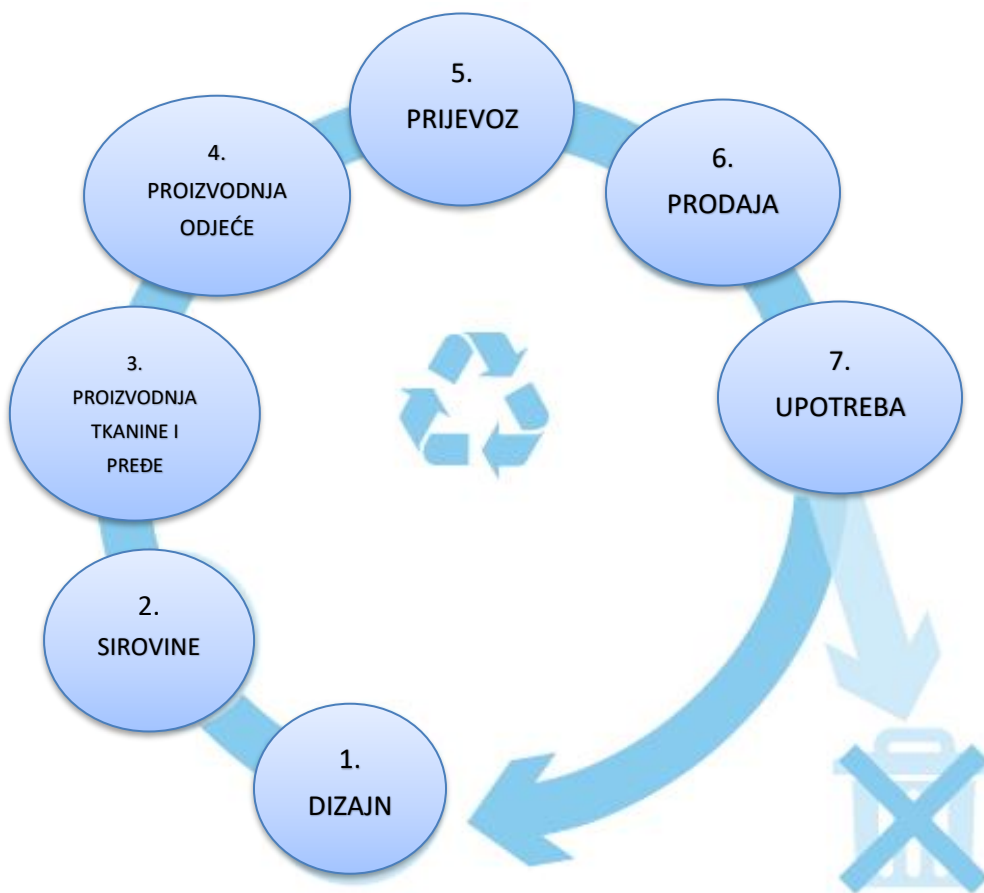 1.
DIZAJN
2.
SIROVINE
3.
PROIZVODNJA
TKANINE I
PREĐE
4.
PROIZVODNJA
ODJEĆE
5.
PRIJEVOZ
6.
PRODAJA
7.
UPOTREBA